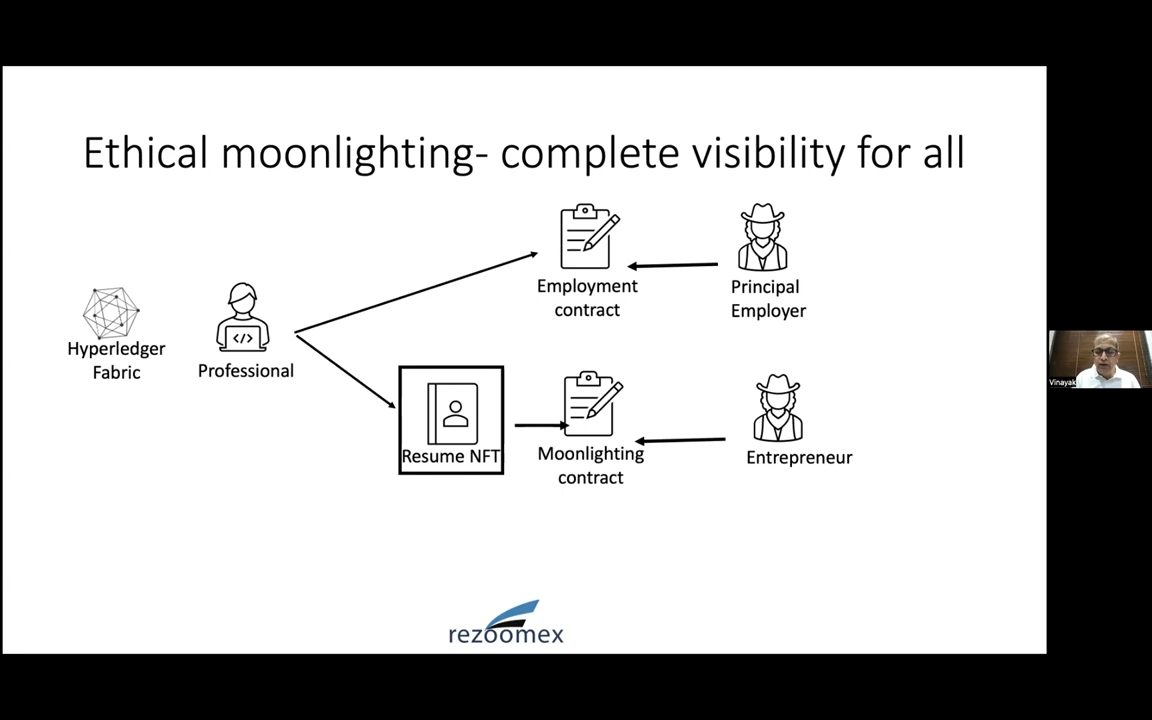 Ethical moonlighting- complete visibility for all
Hyperledger
Fabric
Professional
</>
Employment
contract
Principal
Employer
Resume NFT
Moonlighting
contract
Entrepreneur
rezoomex
Vinayak